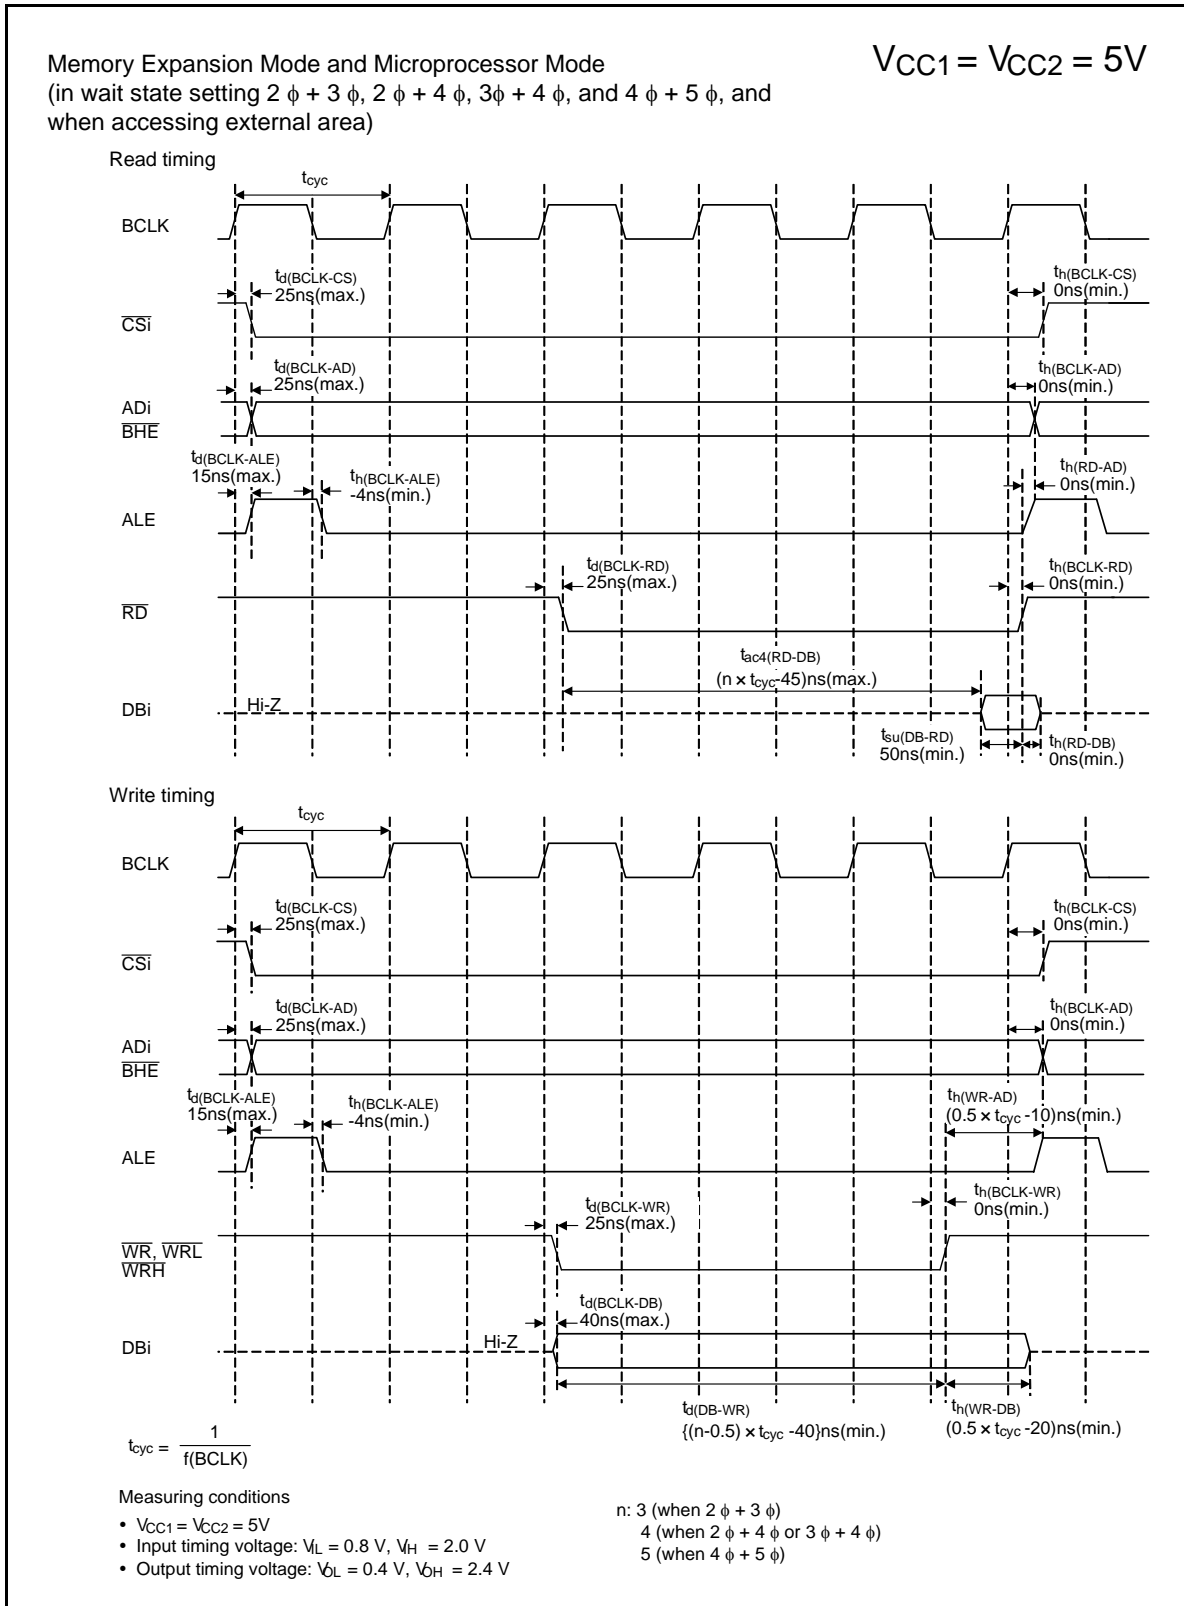 Memory Expansion Mode and Microprocessor Mode
(in wait state setting 2 ϕ + 3 ϕ, 2 ϕ + 4 ϕ, 3ϕ + 4 ϕ, and 4 ϕ + 5 ϕ, and
when accessing external area)
VCC1 = VCC2 = 5V
Read timing
tcyc
BCLK
td(BCLK-CS)
25ns(max.)
th(BCLK-CS)
0ns(min.)
CSi
td(BCLK-AD)
25ns(max.)
th(BCLK-AD)
0ns(min.)
ADi
BHE
td(BCLK-ALE)
15ns(max.)
th(BCLK-ALE)
-4ns(min.)
th(RD-AD)
0ns(min.)
ALE
td(BCLK-RD)
25ns(max.)
th(BCLK-RD)
0ns(min.)
RD
tac4(RD-DB)
(n × tcyc-45)ns(max.)
DBi
Hi-Z
tsu(DB-RD)
50ns(min.)
th(RD-DB)
0ns(min.)
Write timing
tcyc
BCLK
td(BCLK-CS)
25ns(max.)
th(BCLK-CS)
0ns(min.)
CSi
td(BCLK-AD)
25ns(max.)
th(BCLK-AD)
0ns(min.)
ADi
BHE
td(BCLK-ALE)
15ns(max.)
th(BCLK-ALE)
-4ns(min.)
th(WR-AD)
(0.5 × tcyc -10)ns(min.)
ALE
td(BCLK-WR)
25ns(max.)
th(BCLK-WR)
0ns(min.)
WR, WRL
WRH
td(BCLK-DB)
40ns(max.)
DBi
Hi-Z
td(DB-WR)
{(n-0.5) × tcyc -40}ns(min.)
th(WR-DB)
(0.5 × tcyc -20)ns(min.)
tcyc = 1
f(BCLK)
Measuring conditions
• VCC1 = VCC2 = 5V
• Input timing voltage: VIL = 0.8 V, VIH = 2.0 V
• Output timing voltage: VOL = 0.4 V, VOH = 2.4 V
n: 3 (when 2 ϕ + 3 ϕ)
4 (when 2 ϕ + 4 ϕ or 3 ϕ + 4 ϕ)
5 (when 4 ϕ + 5 ϕ)